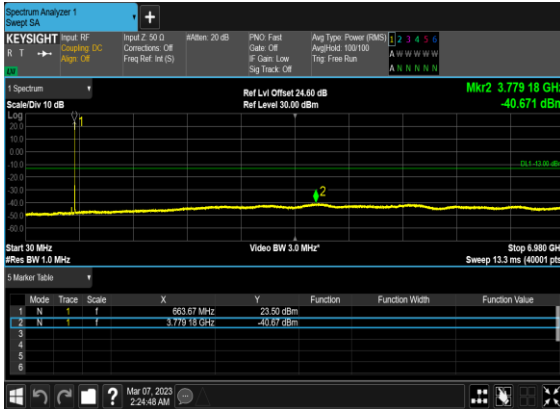 Spectrum Analyzer 1
Swept SA
+
KEYSIGHT Input: RF Input Z: 50 Ω #Atten: 20 dB PNO: Fast Avg Type: Power (RMS) 1 2 3 4 5 6
R T Coupling: DC Corrections: Off Gate: Off Avg|Hold: 100/100 A W W W W W
Align: Off Freq Ref: Int (S) IF Gain: Low Trig: Free Run
Sig Track: Off A N N N N N
1 Spectrum Ref Lvl Offset 24.60 dB Mkr2 3.779 18 GHz
Scale/Div 10 dB Ref Level 30.00 dBm -40.671 dBm
Log
20.0 1
10.0
0.00
-10.0 DL1 -13.00 dBm
-20.0
-30.0 2
-40.0
-50.0
-60.0
Start 30 MHz Video BW 3.0 MHz* Stop 6.980 GHz
#Res BW 1.0 MHz Sweep 13.3 ms (40001 pts)
5 Marker Table
Mode Trace Scale X Y Function Function Width Function Value
1 N 1 f 663.67 MHz 23.50 dBm
2 N 1 f 3.779 18 GHz -40.67 dBm
3
4
5
6
? Mar 07, 2023
2:24:48 AM